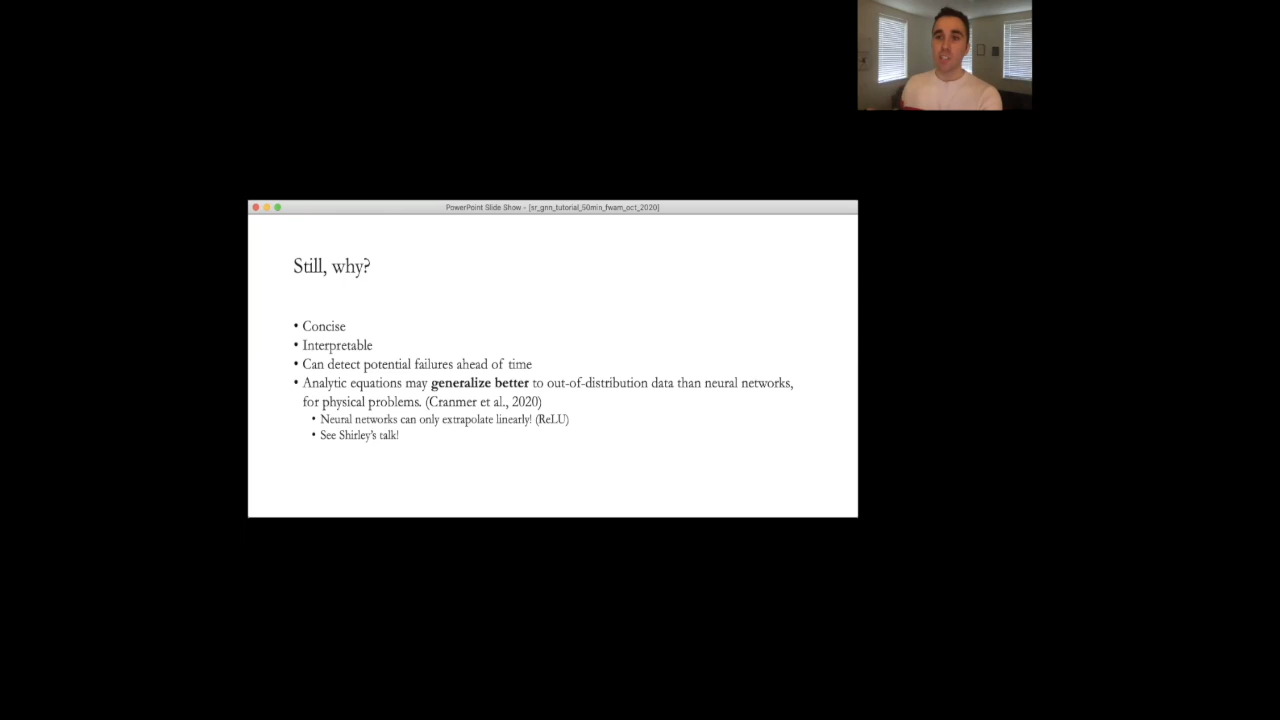 PowerPoint Slide Show - [sr_gnn_tutorial_50min_fwam_oct_2020]
Still, why?
• Concise
• Interpretable
• Can detect potential failures ahead of time
• Analytic equations may generalize better to out-of-distribution data than neural networks,
for physical problems. (Cranmer et al., 2020)
• Neural networks can only extrapolate linearly! (ReLU)
• See Shirley's talk!